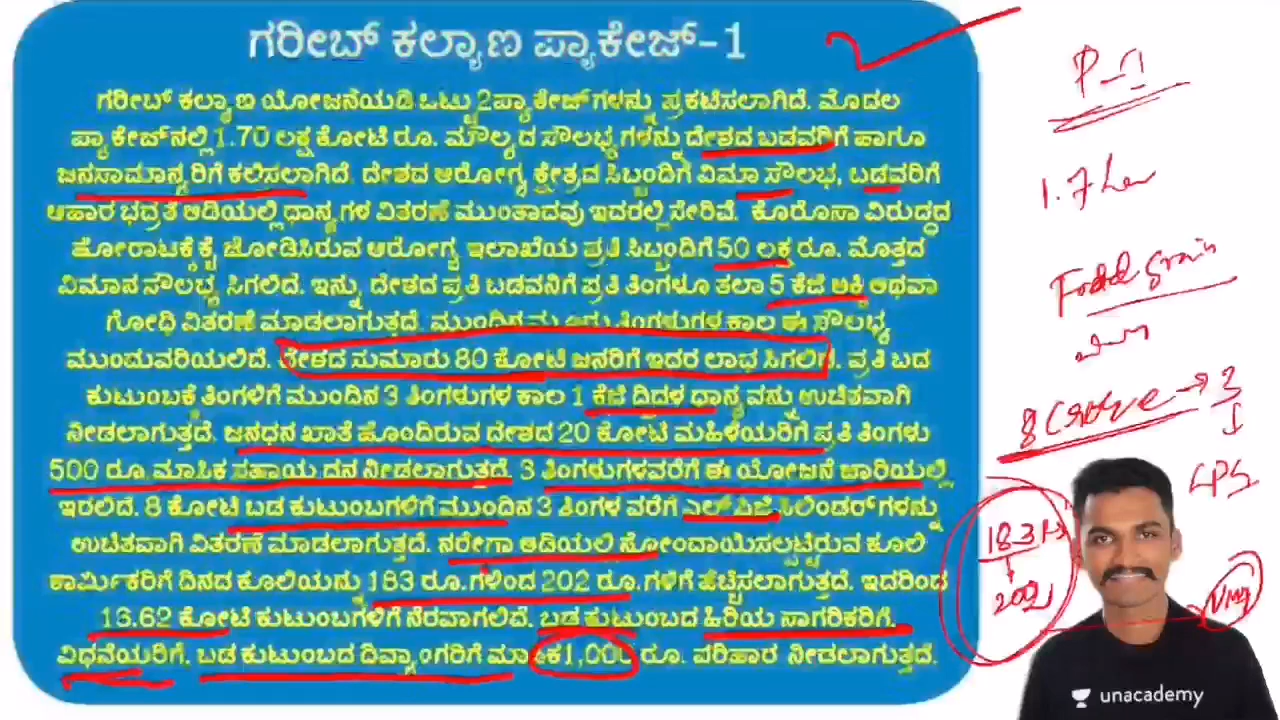 ಗರೀಬ್ ಕಲ್ಯಾಣ ಪ್ಯಾಕೇಜ್-1
ಗರೀಬ್ ಕಲ್ಯಾಣ ಯೋಜನೆಯಡಿ ಒಟ್ಟು 2ಪ್ಯಾಕೇಜ್‌ಗಳನ್ನು ಪ್ರಕಟಿಸಲಾಗಿದೆ. ಮೊದಲ
ಪ್ಯಾಕೇಜ್‌ನಲ್ಲಿ 1.70 ಲಕ್ಷ ಕೋಟಿ ರೂ. ಮೌಲ್ಯದ ಸೌಲಭ್ಯಗಳನ್ನು ದೇಶದ ಬಡವರಿಗೆ ಹಾಗೂ
ಜನಸಾಮಾನ್ಯರಿಗೆ ಕಲಿಸಲಾಗಿದೆ. ದೇಶದ ಆರೋಗ್ಯ ಕ್ಷೇತ್ರದ ಸಿಬ್ಬಂದಿಗೆ ವಿಮಾ ಸೌಲಭ್ಯ, ಬಡವರಿಗೆ
ಆಹಾರ ಭದ್ರತೆ ಅಡಿಯಲ್ಲಿ ಧಾನ್ಯಗಳ ವಿತರಣೆ ಮುಂತಾದವು ಇದರಲ್ಲಿ ಸೇರಿವೆ. ಕೊರೊನಾ ವಿರುದ್ಧದ
ಹೋರಾಟಕ್ಕೆ ಜೋಡಿಸಿರುವ ಆರೋಗ್ಯ ಇಲಾಖೆಯ ಪ್ರತಿ ಸಿಬ್ಬಂದಿಗೆ 50 ಲಕ್ಷ ರೂ. ಮೊತ್ತದ
ವಿಮಾನ ಸೌಲಭ್ಯ ಸಿಗಲಿದೆ. ಇನ್ನು ದೇಶದ ಪ್ರತಿ ಬಡವನಿಗೆ ಪ್ರತಿ ತಿಂಗಳೂ ತಲಾ 5 ಕೆಜಿ ಅಕ್ಕಿ ಅಥವಾ
ಗೋಧಿ ವಿತರಣೆ ಮಾಡಲಾಗುತ್ತದೆ. ಮುಂದಿನ ತಿಂಗಳುಗಳ ಕಾಲ ಈ ಸೌಲಭ್ಯ
ಮುಂದುವರಿಯಲಿದೆ. ದೇಶದ ಸುಮಾರು 80 ಕೋಟಿ ಜನರಿಗೆ ಇದರ ಲಾಭ ಸಿಗಲಿದೆ. ಪ್ರತಿ ಬಡ
ಕುಟುಂಬಕ್ಕೆ ತಿಂಗಳಿಗೆ ಮುಂದಿನ 3 ತಿಂಗಳುಗಳ ಕಾಲ 1 ಕೆಜಿ ದಿದಳ ಧಾನ್ಯವನ್ನು ಉಚಿತವಾಗಿ
ನೀಡಲಾಗುತ್ತದೆ. ಜನಧನ ಖಾತೆ ಹೊಂದಿರುವ ದೇಶದ 20 ಕೋಟಿ ಮಹಿಳೆಯರಿಗೆ ಪ್ರತಿ ತಿಂಗಳು
500 ರೂ ಮಾಸಿಕ ಸಹಾಯ ದನ ನೀಡಲಾಗುತ್ತದೆ. 3 ತಿಂಗಳುಗಳವರೆಗೆ ಈ ಯೋಜನೆ ಜಾರಿಯಲ್ಲಿ
ಇರಲಿದೆ. 8 ಕೋಟಿ ಬಡ ಕುಟುಂಬಗಳಿಗೆ ಮುಂದಿನ 3 ತಿಂಗಳ ವರೆಗೆ ಎಲ್‌ಪಿಜಿ ಸಿಲಿಂಡರ್‌ಗಳನ್ನು
ಉಚಿತವಾಗಿ ವಿತರಣೆ ಮಾಡಲಾಗುತ್ತದೆ. ನರೇಗಾ ಅಡಿಯಲಿ ನೋಂದಾಯಿಸಲ್ಪಟ್ಟಿರುವ ಕೂಲಿ
ಕಾರ್ಮಿಕರಿಗೆ ದಿನದ ಕೂಲಿಯನ್ನು 183 ರೂ.ಗಳಿಂದ 202 ರೂ.ಗಳಿಗೆ ಹೆಚ್ಚಿಸಲಾಗುತ್ತದೆ. ಇದರಿಂದ
13.62 ಕೋಟಿ ಕುಟುಂಬಗಳಿಗೆ ನೆರವಾಗಲಿದೆ. ಬಡ ಕುಟುಂಬದ ಹಿರಿಯ ನಾಗರಿಕರಿಗೆ.
ವಿಧವೆಯರಿಗೆ. ಬಡ ಕುಟುಂಬದ ದಿವ್ಯಾಂಗರಿಗೆ ಮಾಸಿಕ 1,000 ರೂ. ಪರಿಹಾರ ನೀಡಲಾಗುತ್ತದೆ.
1.7
Food grain
8 Crore → 3
LPG
183 Rs
202
unacademy